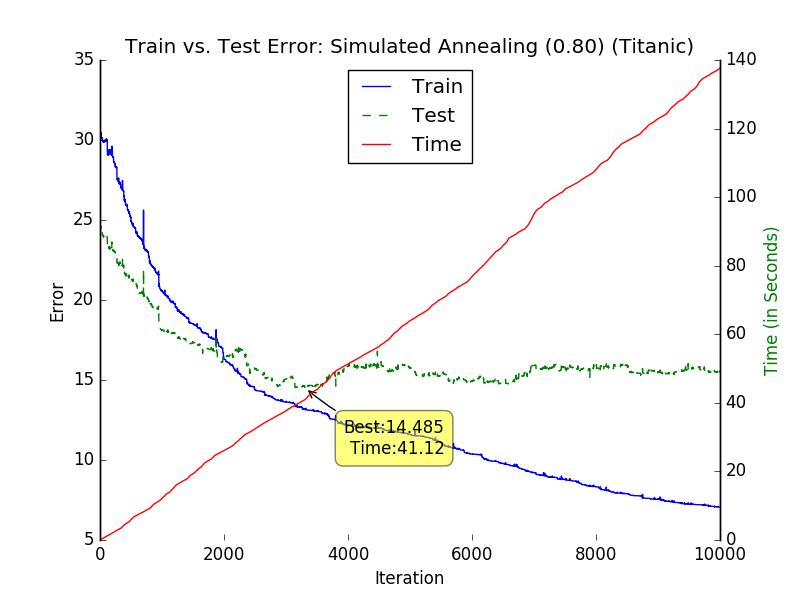 Train vs. Test Error: Simulated Annealing (0.80) (Titanic)
Train
Test
Time
35
30
25
20
15
10
5
Error
140
120
100
80
60
40
20
0
Time (in Seconds)
Best:14.485
Time:41.12
0
2000
4000
6000
8000
10000
Iteration